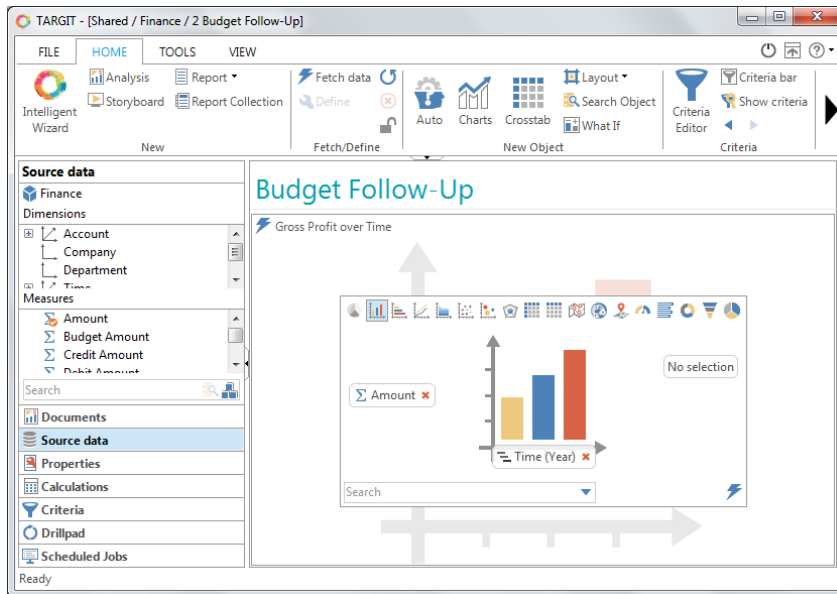 TARGIT - [Shared / Finance / 2 Budget Follow-Up]
FILE HOME TOOLS VIEW
Intelligent Wizard
Analysis
Report
Storyboard
Report Collection
New
Fetch data
Define
Fetch/Define
Auto
Charts
Crosstab
Layout
Search Object
What If
New Object
Criteria Editor
Criteria bar
Show criteria
Criteria
Source data
Finance
Dimensions
Account
Company
Department
Time
Measures
Amount
Budget Amount
Credit Amount
Debit Amount
Search
Documents
Source data
Properties
Calculations
Criteria
Drillpad
Scheduled Jobs
Budget Follow-Up
Gross Profit over Time
Amount
No selection
Time (Year)
Search
Ready